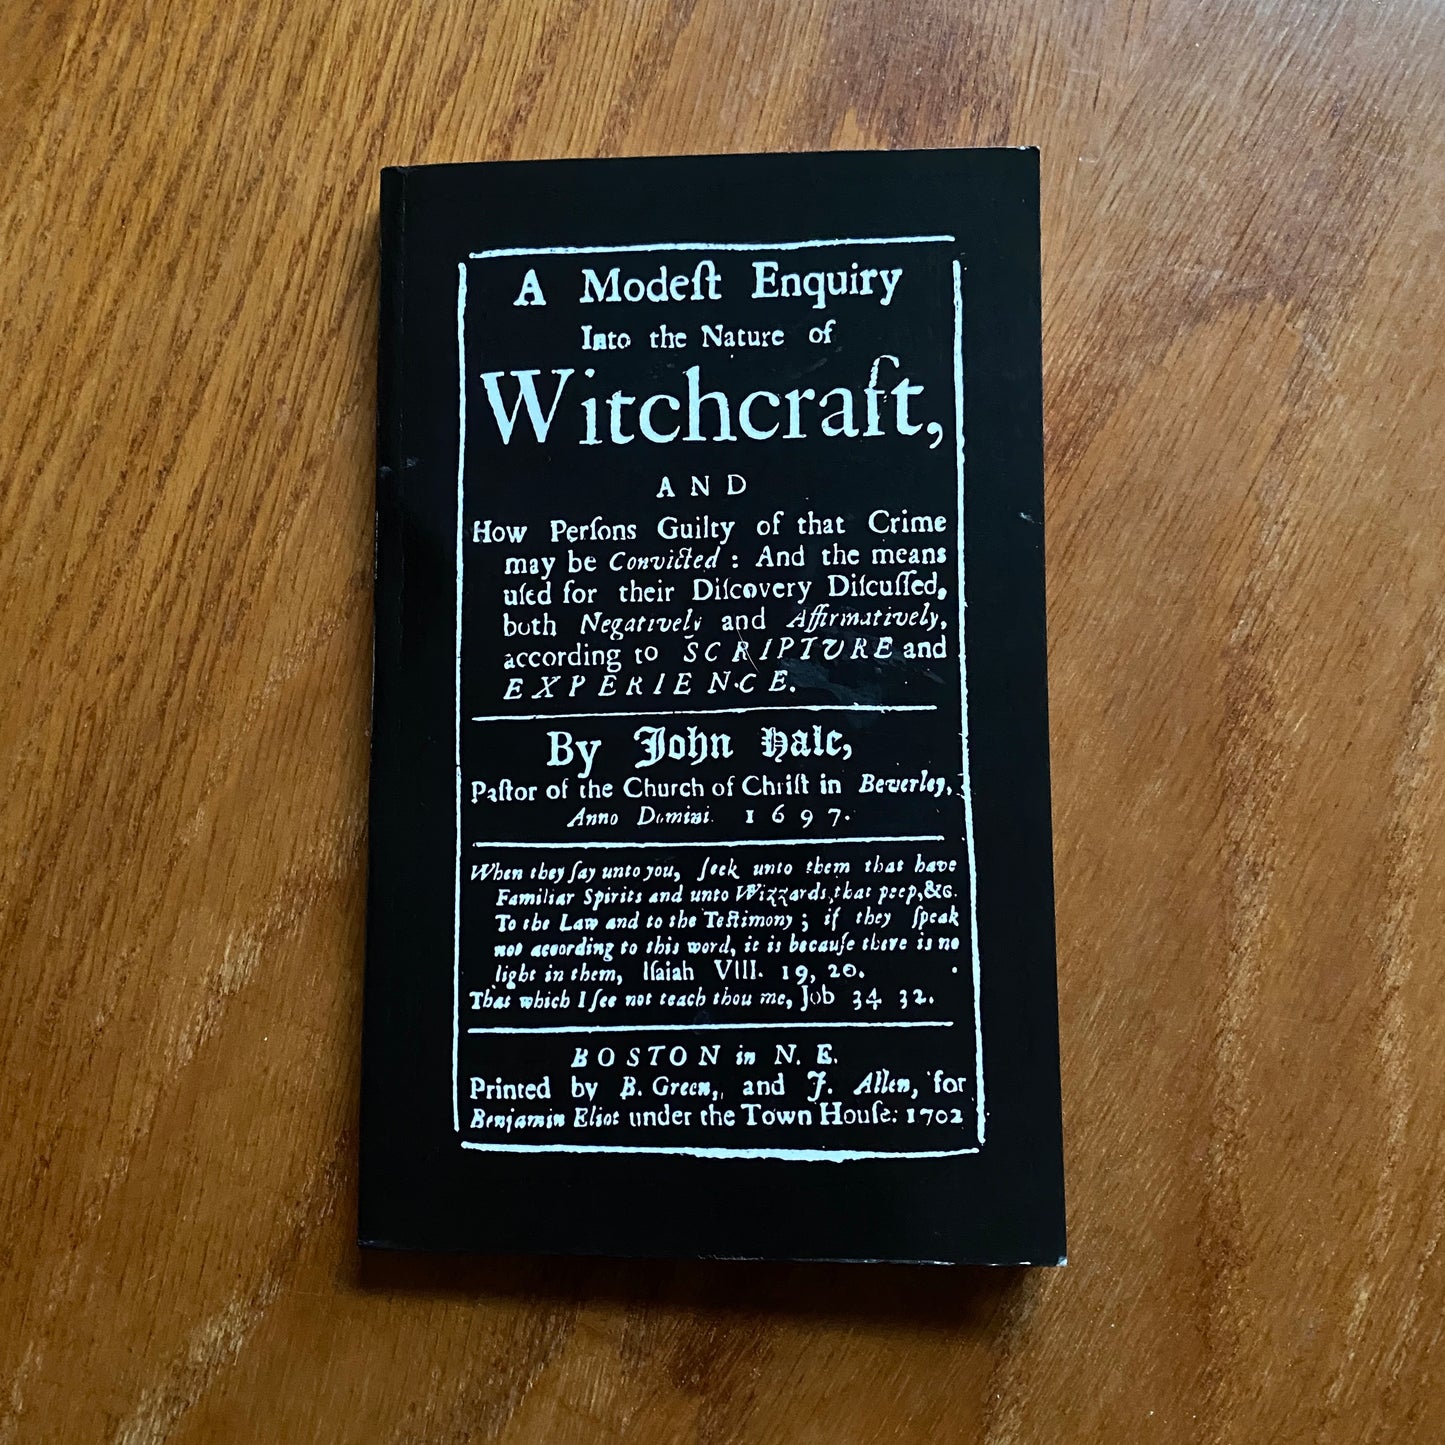 A Modeſt Enquiry
Into the Nature of
Witchcraſt,
AND
How Perſons Guilty of that Crime
may be Convicted : And the means
uſed for their Diſcovery Diſcuſſed,
both Negatively and Affirmatively,
according to SCRIPTURE and
EXPERIENCE.
By John Hale,
Paſtor of the Church of Chriſt in Beverley,
Anno Domini 1697.
When they ſay unto you, ſeek unto them that have
Familiar Spirits and unto Wizzards, that peep, &c.
To the Law and to the Teſtimony ; if they ſpeak
not according to this word, it is becauſe there is no
light in them, Iſaiah VIII. 19, 20.
That which I ſee not teach thou me, Job 34 32.
BOSTON in N. E.
Printed by B. Green, and J. Allen, for
Benjamin Eliot under the Town Houſe: 1702